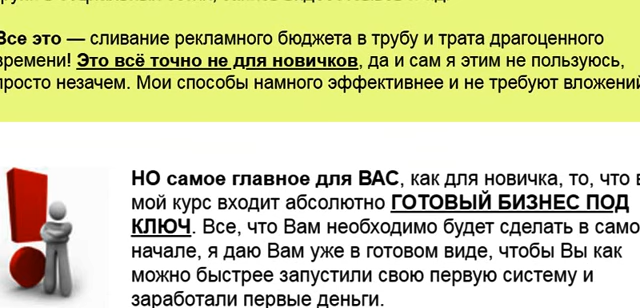 Все это — сливание рекламного бюджета в трубу и трата драгоценного
времени! Это всё точно не для новичков, да и сам я этим не пользуюсь,
просто незачем. Мои способы намного эффективнее и не требуют вложений
НО самое главное для ВАС, как для новичка, то, что в
мой курс входит абсолютно ГОТОВЫЙ БИЗНЕС ПОД
КЛЮЧ. Все, что Вам необходимо будет сделать в само
начале, я даю Вам уже в готовом виде, чтобы Вы как
можно быстрее запустили свою первую систему и
заработали первые деньги.